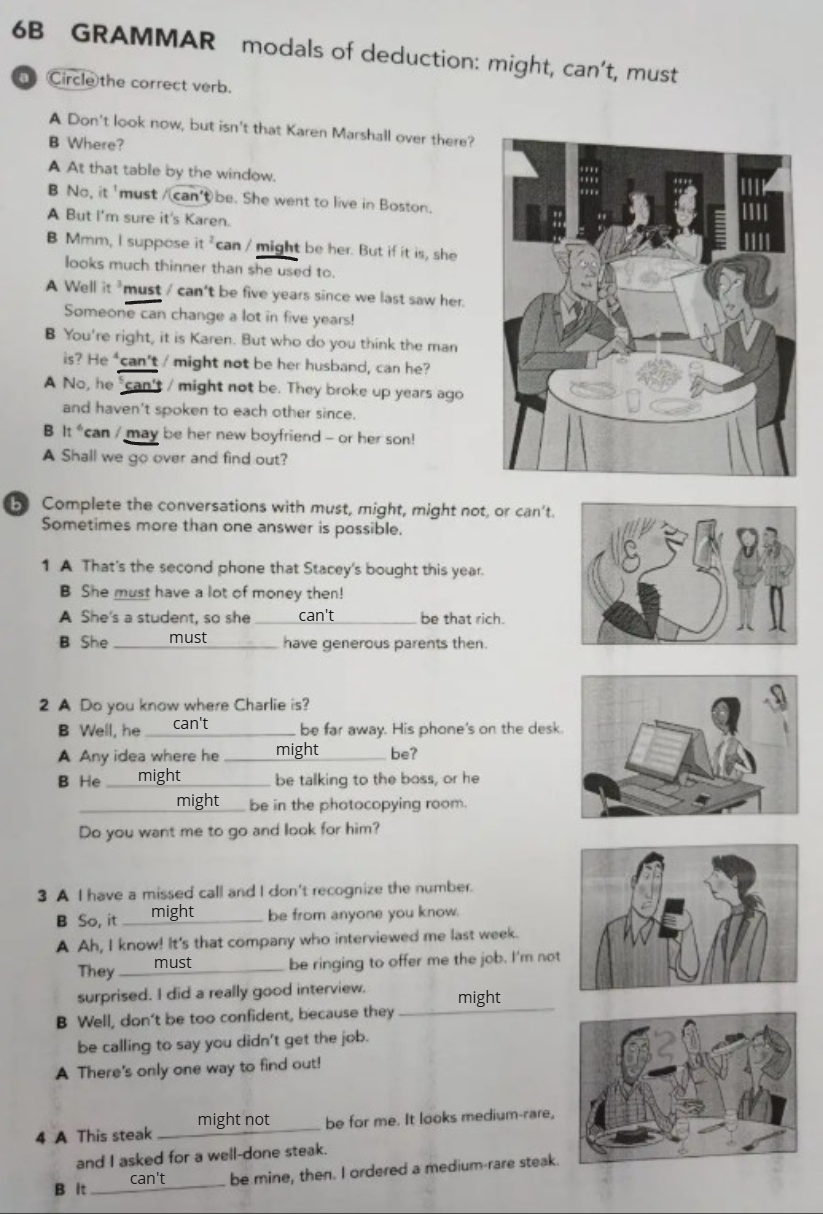 6B GRAMMAR modals of deduction: might, can't, must
a Circle the correct verb.
A Don't look now, but isn't that Karen Marshall over there?
B Where?
A At that table by the window.
B No, it ¹must / can't be. She went to live in Boston.
A But I'm sure it's Karen.
B Mmm, I suppose it ²can / might be her. But if it is, she
looks much thinner than she used to.
A Well it ³must / can't be five years since we last saw her.
Someone can change a lot in five years!
B You're right, it is Karen. But who do you think the man
is? He ⁴can't / might not be her husband, can he?
A No, he ⁵can't / might not be. They broke up years ago
and haven't spoken to each other since.
B It ⁶can / may be her new boyfriend – or her son!
A Shall we go over and find out?
b Complete the conversations with must, might, might not, or can't.
Sometimes more than one answer is possible.
1 A That's the second phone that Stacey's bought this year.
B She must have a lot of money then!
A She's a student, so she can't be that rich.
B She must have generous parents then.
2 A Do you know where Charlie is?
B Well, he can't be far away. His phone's on the desk.
A Any idea where he might be?
B He might be talking to the boss, or he
might be in the photocopying room.
Do you want me to go and look for him?
3 A I have a missed call and I don't recognize the number.
B So, it might be from anyone you know.
A Ah, I know! It's that company who interviewed me last week.
They must be ringing to offer me the job. I'm not
surprised. I did a really good interview.
B Well, don't be too confident, because they might
be calling to say you didn't get the job.
A There's only one way to find out!
4 A This steak might not be for me. It looks medium-rare,
and I asked for a well-done steak.
B It can't be mine, then. I ordered a medium-rare steak.